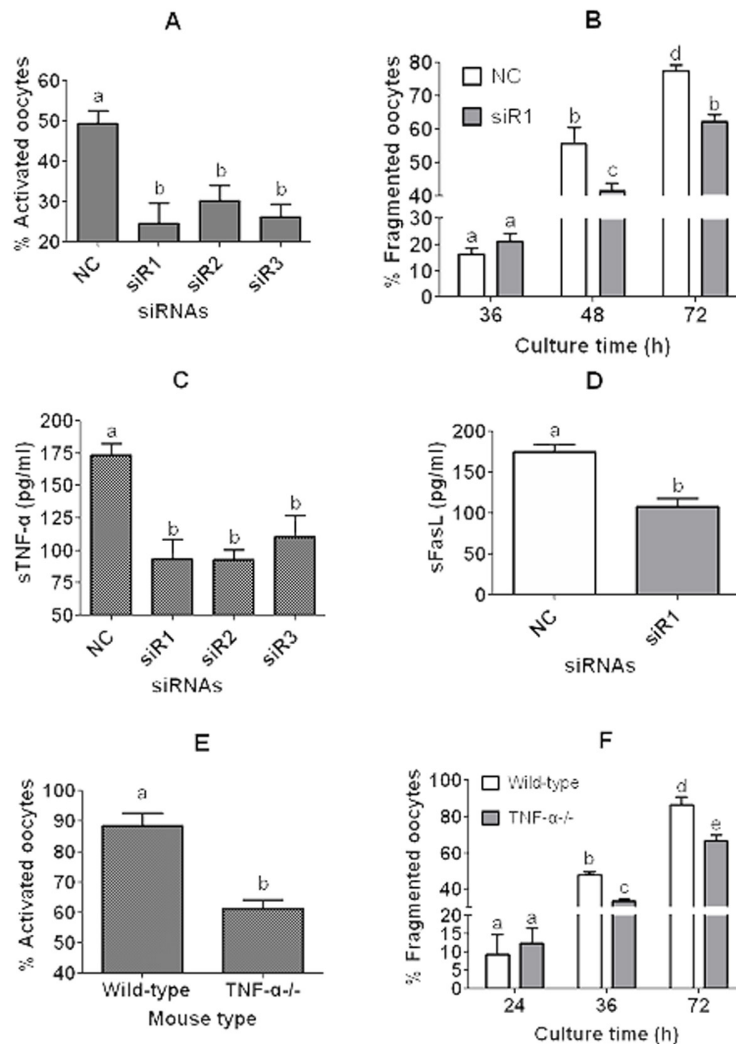 A
% Activated oocytes
60
50
40
30
20
a
b
b
b
NC
siR1
siR2
siR3
siRNAs
B
% Fragmented oocytes
80
70
60
50
40
30
20
10
0
NC
siR1
a
a
b
c
d
b
36
48
72
Culture time (h)
C
sTNF-α (pg/ml)
200
175
150
125
100
75
50
a
b
b
b
NC
siR1
siR2
siR3
siRNAs
D
sFasL (pg/ml)
200
150
100
50
0
a
b
NC
siR1
siRNAs
E
% Activated oocytes
100
90
80
70
60
50
40
a
b
Wild-type
TNF-α-/-
Mouse type
F
% Fragmented oocytes
100
80
60
40
20
15
10
5
0
Wild-type
TNF-α-/-
a
a
b
c
d
e
24
36
72
Culture time (h)